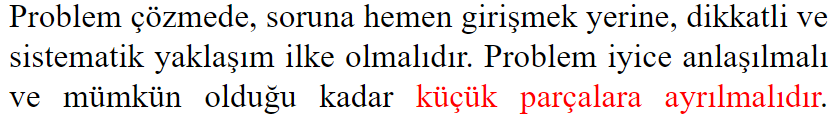 Problem çözmede, soruna hemen girişmek yerine, dikkatli ve
sistematik yaklaşım ilke olmalıdır. Problem iyice anlaşılmalı
ve mümkün olduğu kadar küçük parçalara ayrılmalıdır.